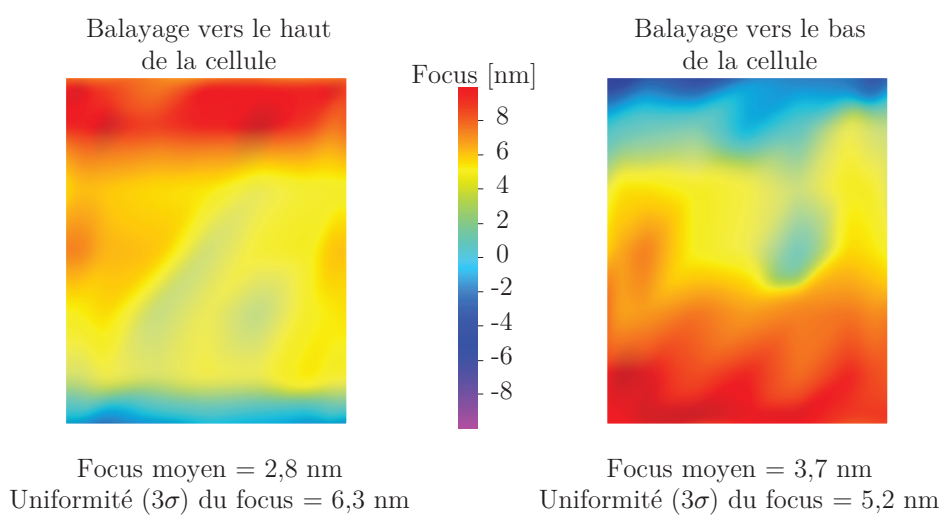 Balayage vers le haut
de la cellule
Focus [nm]
8
6
4
2
0
-2
-4
-6
-8
Balayage vers le bas
de la cellule
Focus moyen = 2,8 nm
Uniformité (3σ) du focus = 6,3 nm
Focus moyen = 3,7 nm
Uniformité (3σ) du focus = 5,2 nm